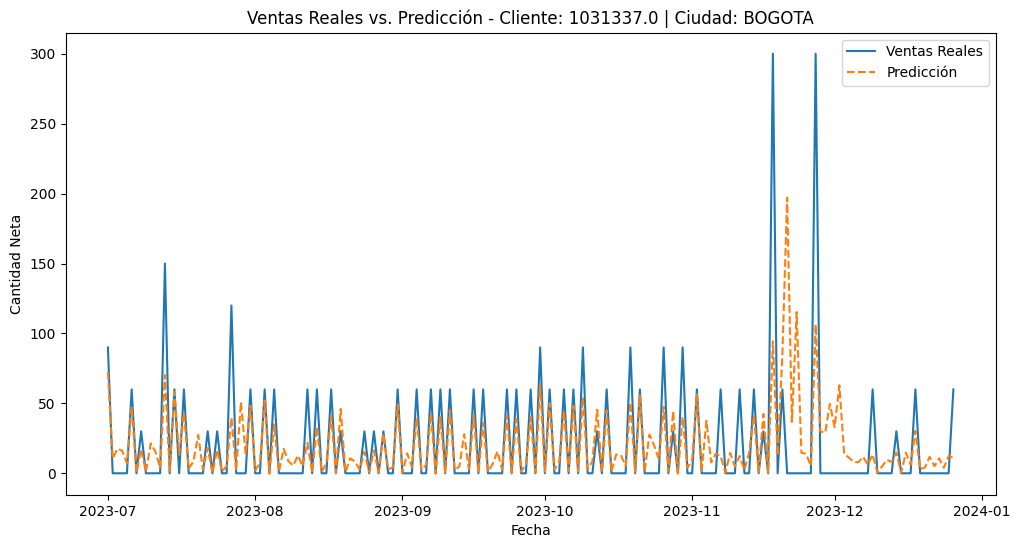 Ventas Reales vs. Predicción - Cliente: 1031337.0 | Ciudad: BOGOTA
Ventas Reales
Predicción
Cantidad Neta
300
250
200
150
100
50
0
2023-07
2023-08
2023-09
2023-10
2023-11
2023-12
2024-01
Fecha